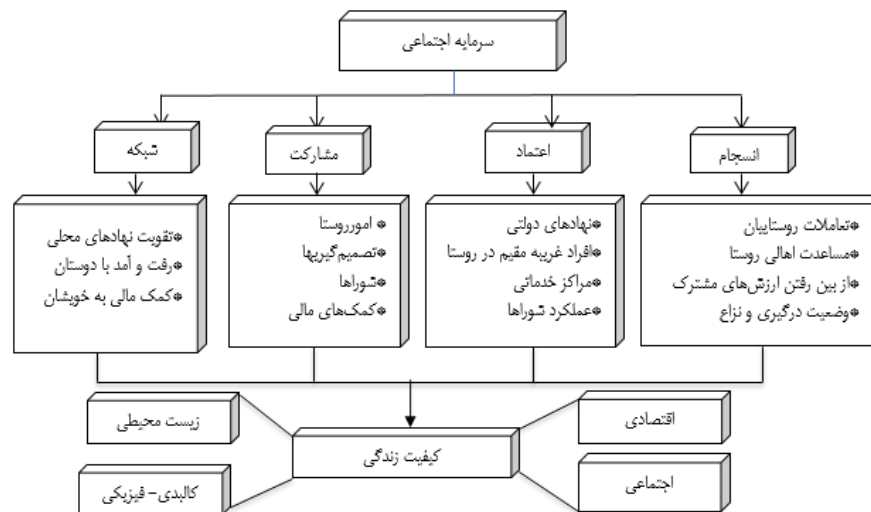 سرمایه اجتماعی
انسجام
اعتماد
مشارکت
شبکه
*تعاملات روستاییان
*مساعدت اهالی روستا
*از بین رفتن ارزش‌های مشترک
*وضعیت درگیری و نزاع
*نهادهای دولتی
*افراد غریبه مقیم در روستا
*مراکز خدماتی
*عملکرد شوراها
*امورروستا
*تصمیم‌گیریها
*شوراها
*کمک‌های مالی
*تقویت نهادهای محلی
*رفت و آمد با دوستان
*کمک مالی به خویشان
اقتصادی
زیست محیطی
کیفیت زندگی
اجتماعی
کالبدی- فیزیکی